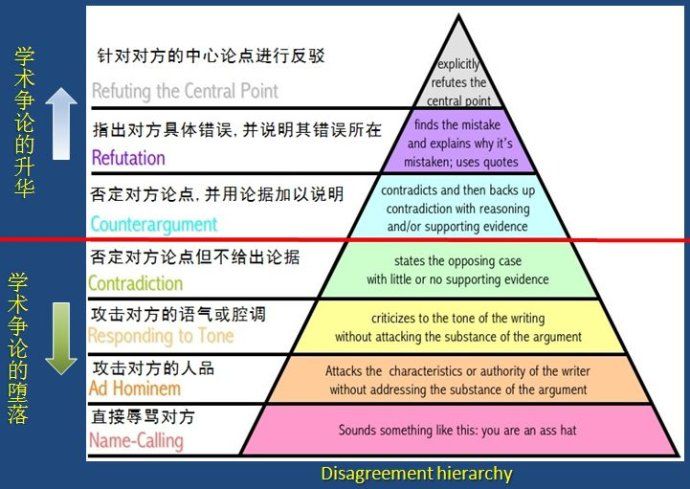 学术争论的升华
学术争论的堕落
针对对方的中心论点进行反驳
Refuting the Central Point
explicitly
refutes the
central point
指出对方具体错误,并说明其错误所在
Refutation
finds the mistake
and explains why it's
mistaken; uses quotes
否定对方论点,并用论据加以说明
Counterargument
contradicts and then backs up
contradiction with reasoning
and/or supporting evidence
否定对方论点但不给出论据
Contradiction
states the opposing case
with little or no supporting evidence
攻击对方的语气或腔调
Responding to Tone
criticizes to the tone of the writing
without attacking the substance of the argument
攻击对方的人品
Ad Hominem
Attacks the characteristics or authority of the writer
without addressing the substance of the argument
直接辱骂对方
Name-Calling
Sounds something like this: you are an ass hat
Disagreement hierarchy